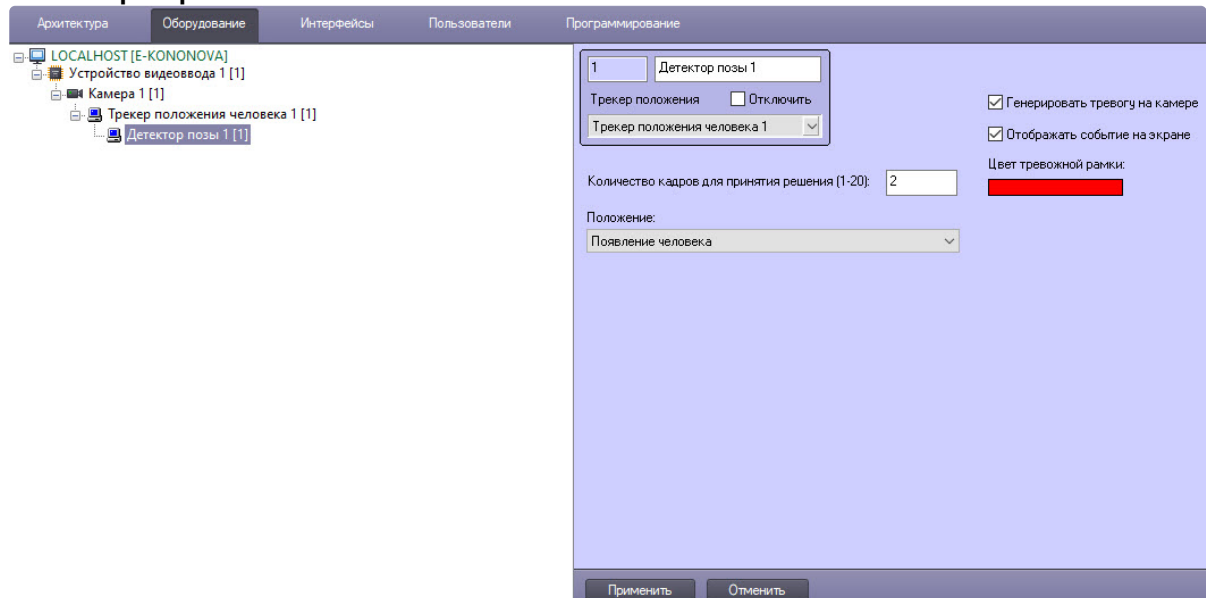 Архитектура Оборудование Интерфейсы Пользователи Программирование
LOCALHOST [E-KONONOVA]
Устройство видеоввода 1 [1]
Камера 1 [1]
Трекер положения человека 1 [1]
Детектор позы 1 [1]
1 Детектор позы 1
Трекер положения Отключить
Трекер положения человека 1
Генерировать тревогу на камере
Отображать событие на экране
Цвет тревожной рамки:
Количество кадров для принятия решения (1-20): 2
Положение:
Появление человека
Применить Отменить